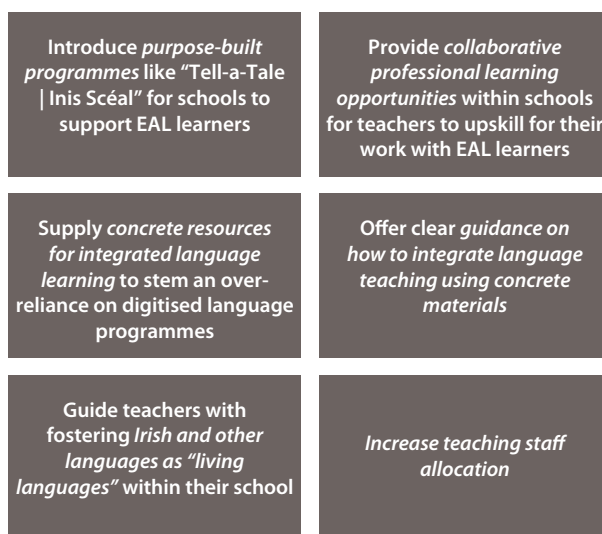 Introduce purpose-built
programmes like “Tell-a-Tale
| Inis Scéal” for schools to
support EAL learners
Provide collaborative
professional learning
opportunities within schools
for teachers to upskill for their
work with EAL learners
Supply concrete resources
for integrated language
learning to stem an over-
reliance on digitised language
programmes
Offer clear guidance on
how to integrate language
teaching using concrete
materials
Guide teachers with
fostering Irish and other
languages as “living
languages” within their school
Increase teaching staff
allocation